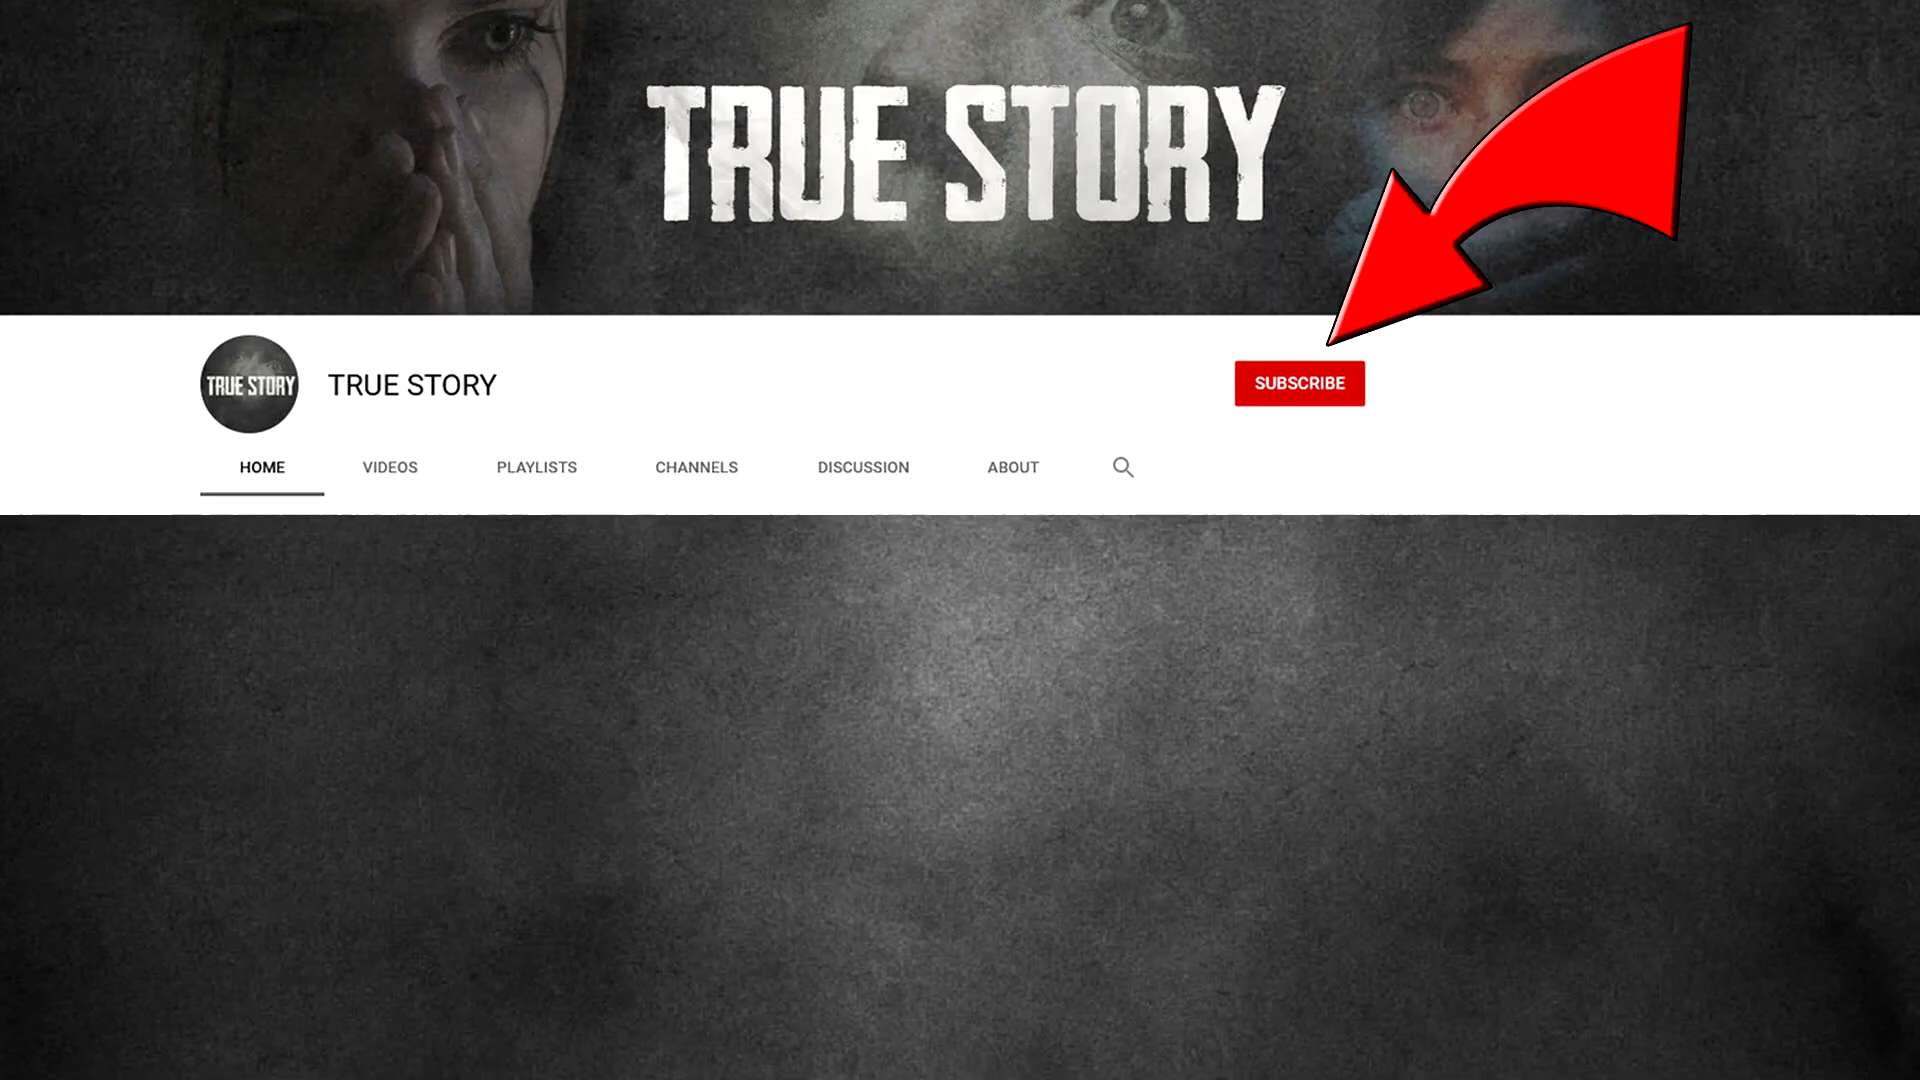 TRUE STORY
TRUE STORY
TRUE STORY
SUBSCRIBE
HOME
VIDEOS
PLAYLISTS
CHANNELS
DISCUSSION
ABOUT